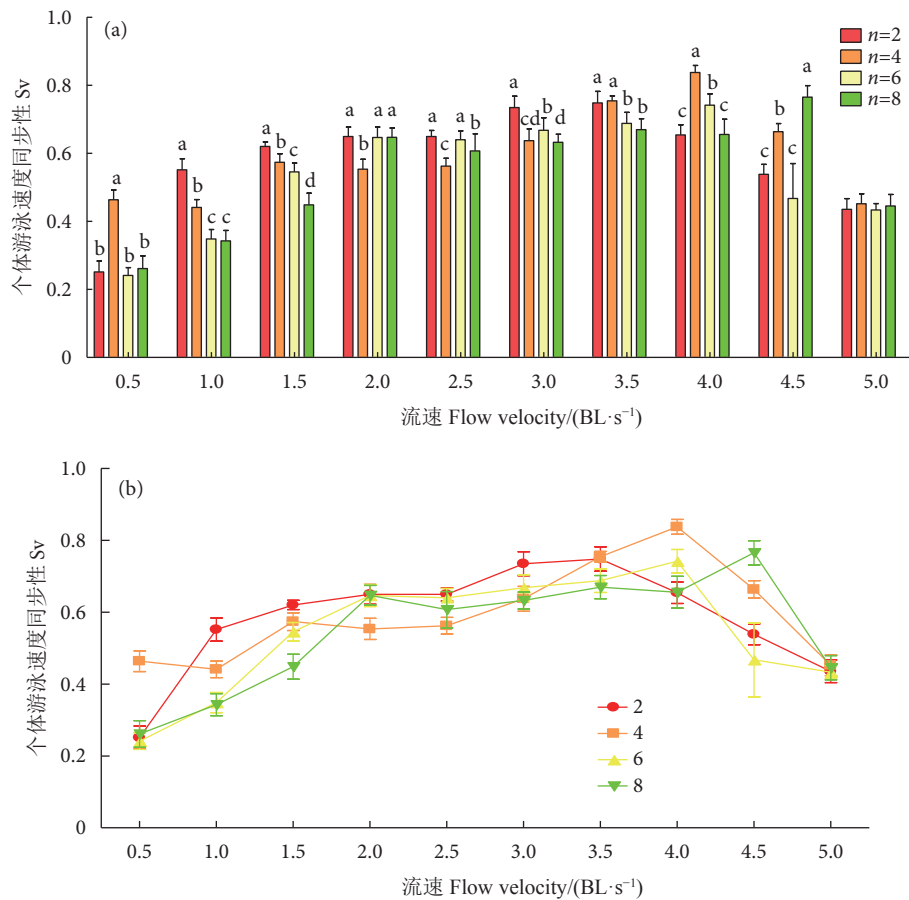 (a)
n=2
n=4
n=6
n=8
个体游泳速度同步性 Sv
1.0
0.8
0.6
0.4
0.2
0
b a b b
a b c c
a b c d
a b a a
a c a b
a cd b d
a a b b
c a b c
c b c a
0.5 1.0 1.5 2.0 2.5 3.0 3.5 4.0 4.5 5.0
流速 Flow velocity/(BL·s⁻¹)
(b)
个体游泳速度同步性 Sv
1.0
0.8
0.6
0.4
0.2
0
2
4
6
8
0.5 1.0 1.5 2.0 2.5 3.0 3.5 4.0 4.5 5.0
流速 Flow velocity/(BL·s⁻¹)